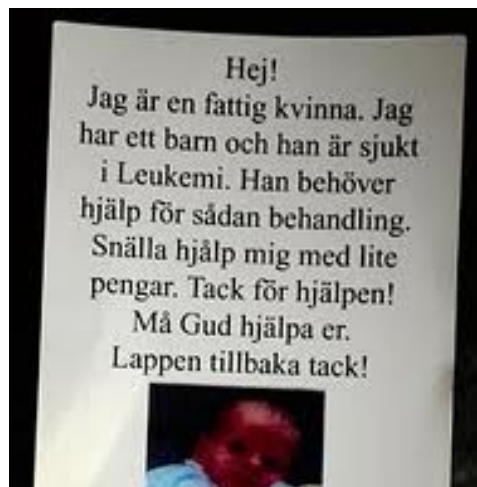 Hej!
Jag är en fattig kvinna. Jag
har ett barn och han är sjukt
i Leukemi. Han behöver
hjälp för sådan behandling.
Snälla hjålp mig med lite
pengar. Tack för hjälpen!
Må Gud hjälpa er.
Lappen tillbaka tack!